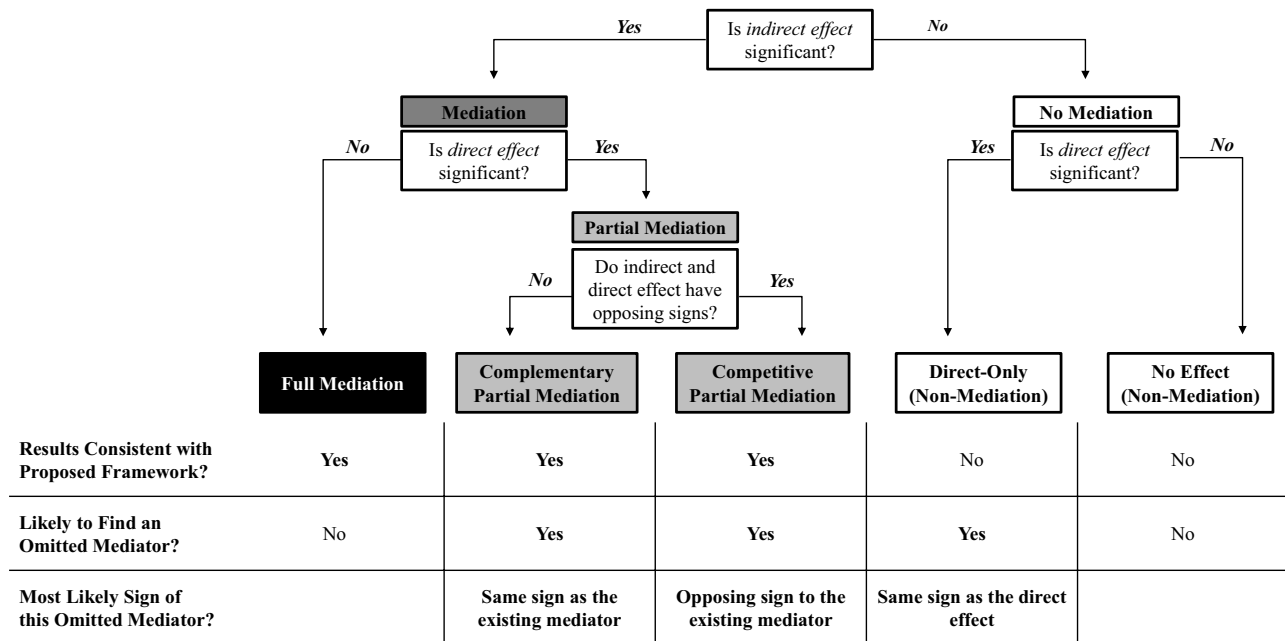 Yes
Is indirect effect
significant?
No
Mediation
No Mediation
No
Is direct effect
significant?
Yes
Yes
Is direct effect
significant?
No
Partial Mediation
No
Do indirect and
direct effect have
opposing signs?
Yes
Full Mediation
Complementary
Partial Mediation
Competitive
Partial Mediation
Direct-Only
(Non-Mediation)
No Effect
(Non-Mediation)
Results Consistent with
Proposed Framework?
Yes
Yes
Yes
No
No
Likely to Find an
Omitted Mediator?
No
Yes
Yes
Yes
No
Most Likely Sign of
this Omitted Mediator?
Same sign as the
existing mediator
Opposing sign to the
existing mediator
Same sign as the direct
effect